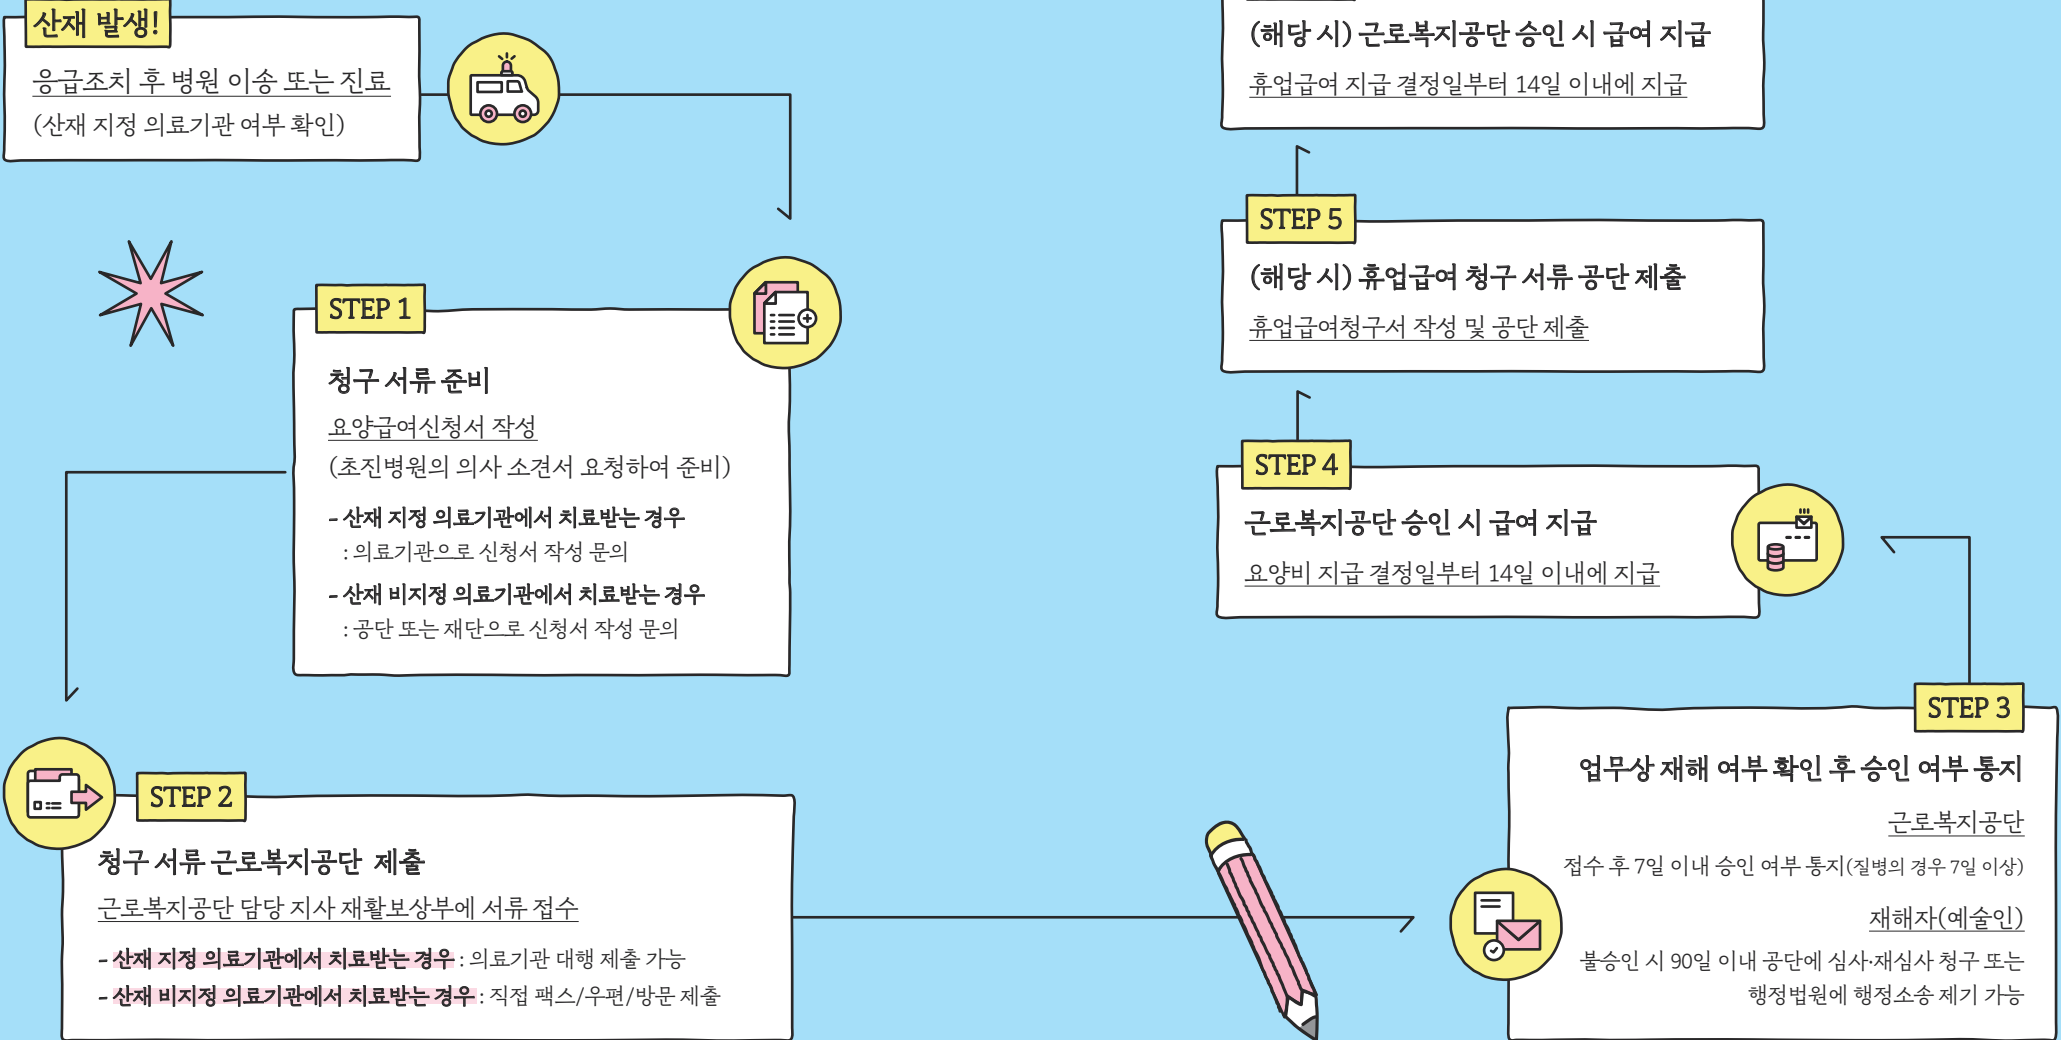 산재 발생!
응급조치 후 병원 이송 또는 진료
(산재 지정 의료기관 여부 확인)
STEP 1
청구 서류 준비
요양급여신청서 작성
(초진병원의 의사 소견서 요청하여 준비)
- 산재 지정 의료기관에서 치료받는 경우
: 의료기관으로 신청서 작성 문의
- 산재 비지정 의료기관에서 치료받는 경우
: 공단 또는 재단으로 신청서 작성 문의
STEP 2
청구 서류 근로복지공단 제출
근로복지공단 담당 지사 재활보상부에 서류 접수
- 산재 지정 의료기관에서 치료받는 경우 : 의료기관 대행 제출 가능
- 산재 비지정 의료기관에서 치료받는 경우 : 직접 팩스/우편/방문 제출
STEP 3
업무상 재해 여부 확인 후 승인 여부 통지
근로복지공단
접수 후 7일 이내 승인 여부 통지(질병의 경우 7일 이상)
재해자(예술인)
불승인 시 90일 이내 공단에 심사·재심사 청구 또는
행정법원에 행정소송 제기 가능
STEP 4
근로복지공단 승인 시 급여 지급
요양비 지급 결정일부터 14일 이내에 지급
STEP 5
(해당 시) 휴업급여 청구 서류 공단 제출
휴업급여청구서 작성 및 공단 제출
(해당 시) 근로복지공단 승인 시 급여 지급
휴업급여 지급 결정일부터 14일 이내에 지급